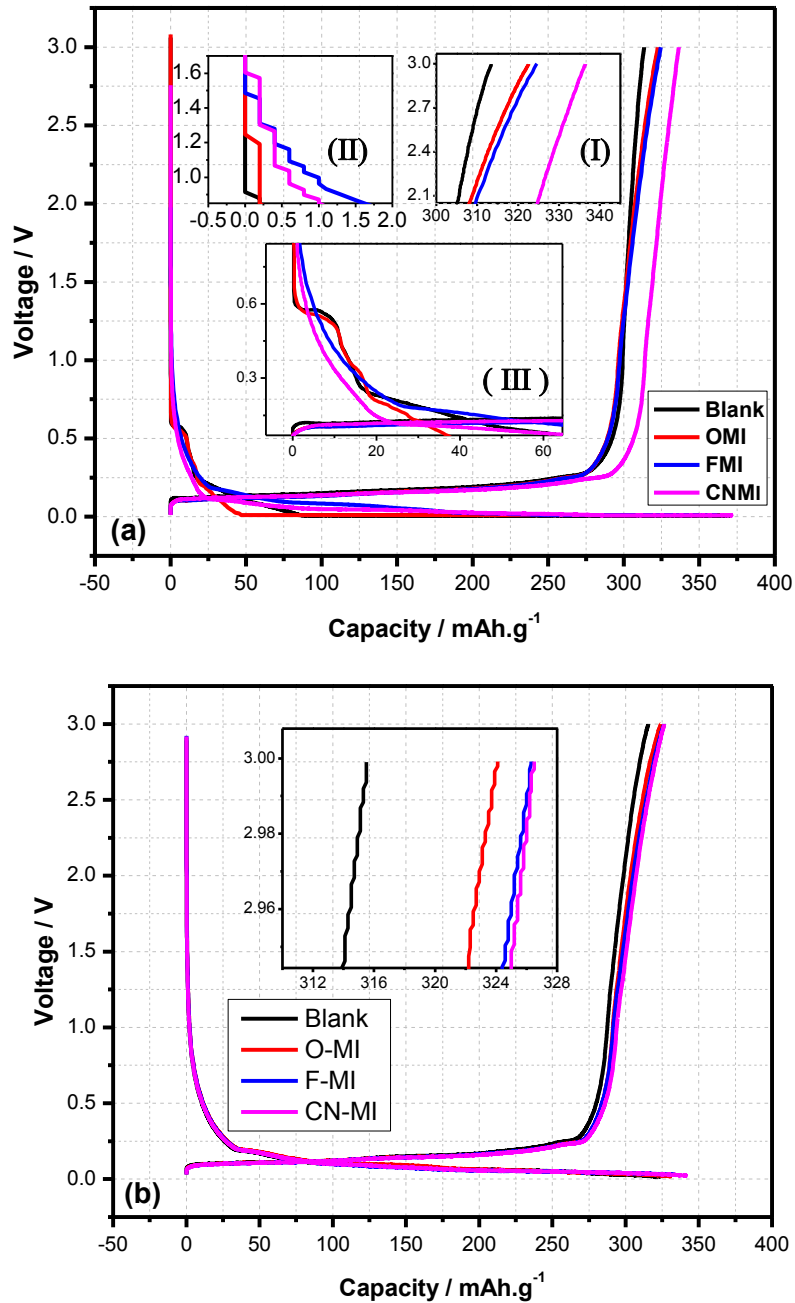 3.0
2.5
2.0
1.5
1.0
0.5
0.0
Voltage / V
1.6
1.4
1.2
1.0
-0.5 0.0 0.5 1.0 1.5 2.0
(II)
3.0
2.7
2.4
2.1
300 310 320 330 340
(I)
0.6
0.3
0 20 40 60
( III )
Blank
OMI
FMI
CNMI
(a)
-50 0 50 100 150 200 250 300 350 400
Capacity / mAh.g-1
3.0
2.5
2.0
1.5
1.0
0.5
0.0
Voltage / V
3.00
2.98
2.96
312 316 320 324 328
Blank
O-MI
F-MI
CN-MI
(b)
-50 0 50 100 150 200 250 300 350 400
Capacity / mAh.g-1